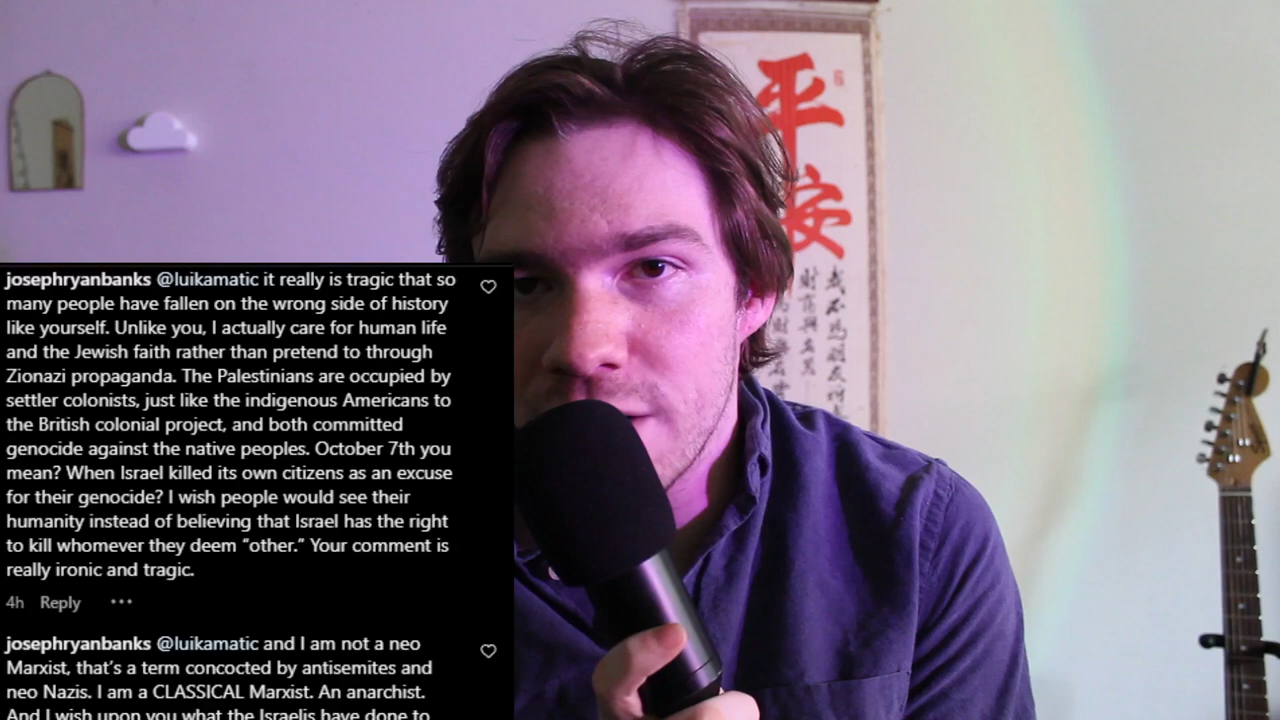 josephryanbanks @luikamatic it really is tragic that so
many people have fallen on the wrong side of history
like yourself. Unlike you, I actually care for human life
and the Jewish faith rather than pretend to through
Zionazi propaganda. The Palestinians are occupied by
settler colonists, just like the indigenous Americans to
the British colonial project, and both committed
genocide against the native peoples. October 7th you
mean? When Israel killed its own citizens as an excuse
for their genocide? I wish people would see their
humanity instead of believing that Israel has the right
to kill whomever they deem “other.” Your comment is
really ironic and tragic.
4h Reply •••
josephryanbanks @luikamatic and I am not a neo
Marxist, that’s a term concocted by antisemites and
neo Nazis. I am a CLASSICAL Marxist. An anarchist.
And I wish upon you what the Israelis have done to
平安